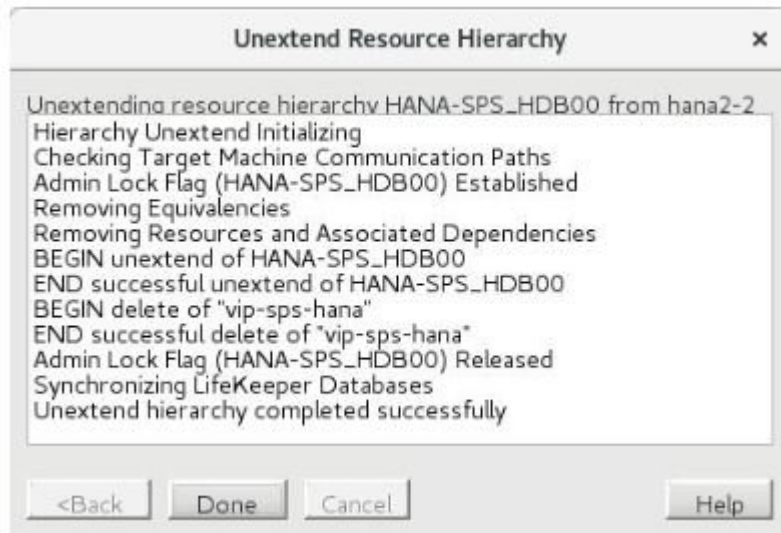 Unextend Resource Hierarchy
×
Unextending resource hierarchy HANA-SPS_HDB00 from hana2-2
Hierarchy Unextend Initializing
Checking Target Machine Communication Paths
Admin Lock Flag (HANA-SPS_HDB00) Established
Removing Equivalencies
Removing Resources and Associated Dependencies
BEGIN unextend of HANA-SPS_HDB00
END successful unextend of HANA-SPS_HDB00
BEGIN delete of "vip-sps-hana"
END successful delete of "vip-sps-hana"
Admin Lock Flag (HANA-SPS_HDB00) Released
Synchronizing LifeKeeper Databases
Unextend hierarchy completed successfully
<Back Done Cancel Help